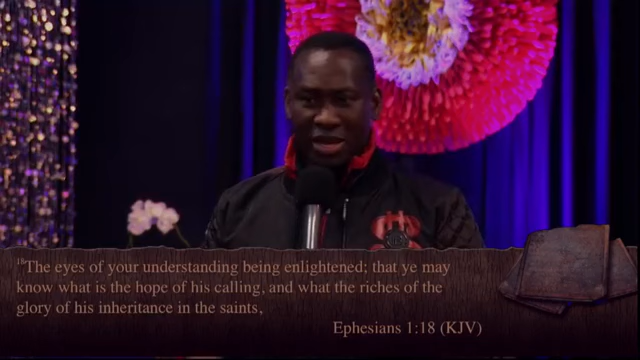 ¹⁸The eyes of your understanding being enlightened; that ye may
know what is the hope of his calling, and what the riches of the
glory of his inheritance in the saints,
Ephesians 1:18 (KJV)